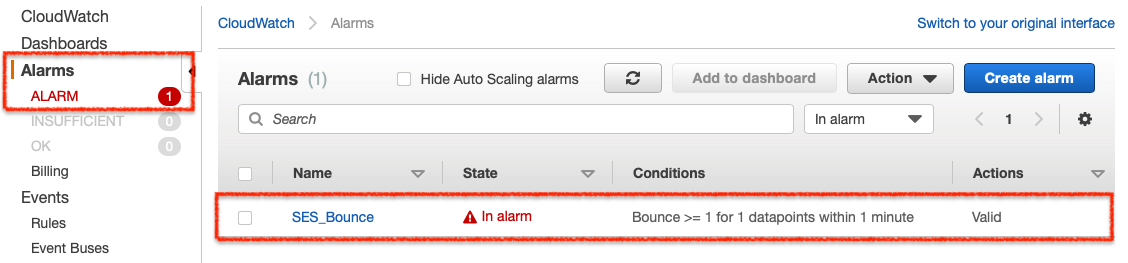 CloudWatch
Dashboards
Alarms
ALARM 1
INSUFFICIENT 0
OK 0
Billing
Events
Rules
Event Buses
CloudWatch Alarms
Switch to your original interface
Alarms (1)
Hide Auto Scaling alarms
Add to dashboard
Action
Create alarm
Search
In alarm
1
Name State Conditions Actions
SES_Bounce In alarm Bounce >= 1 for 1 datapoints within 1 minute Valid